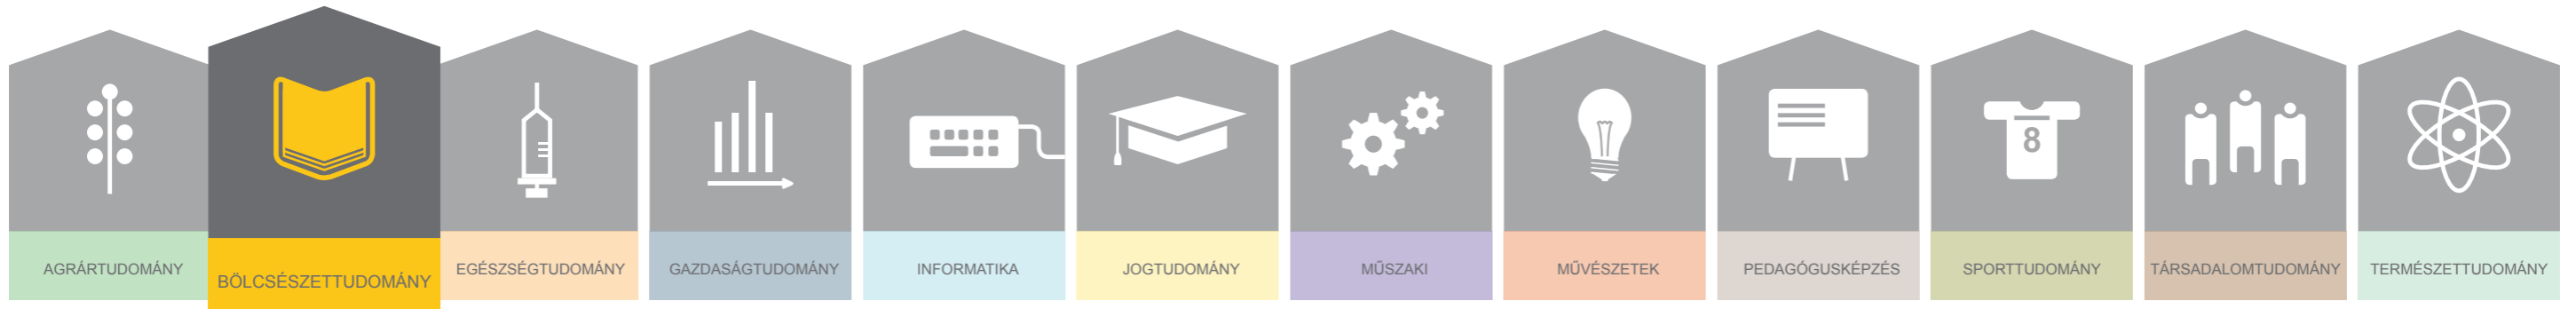 8
AGRÁRTUDOMÁNY
BÖLCSÉSZETTUDOMÁNY
EGÉSZSÉGTUDOMÁNY
GAZDASÁGTUDOMÁNY
INFORMATIKA
JOGTUDOMÁNY
MŰSZAKI
MŰVÉSZETEK
PEDAGÓGUSKÉPZÉS
SPORTTUDOMÁNY
TÁRSADALOMTUDOMÁNY
TERMÉSZETTUDOMÁNY